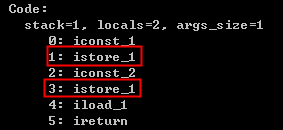 Code:
stack=1, locals=2, args_size=1
0: iconst_1
1: istore_1
2: iconst_2
3: istore_1
4: iload_1
5: ireturn